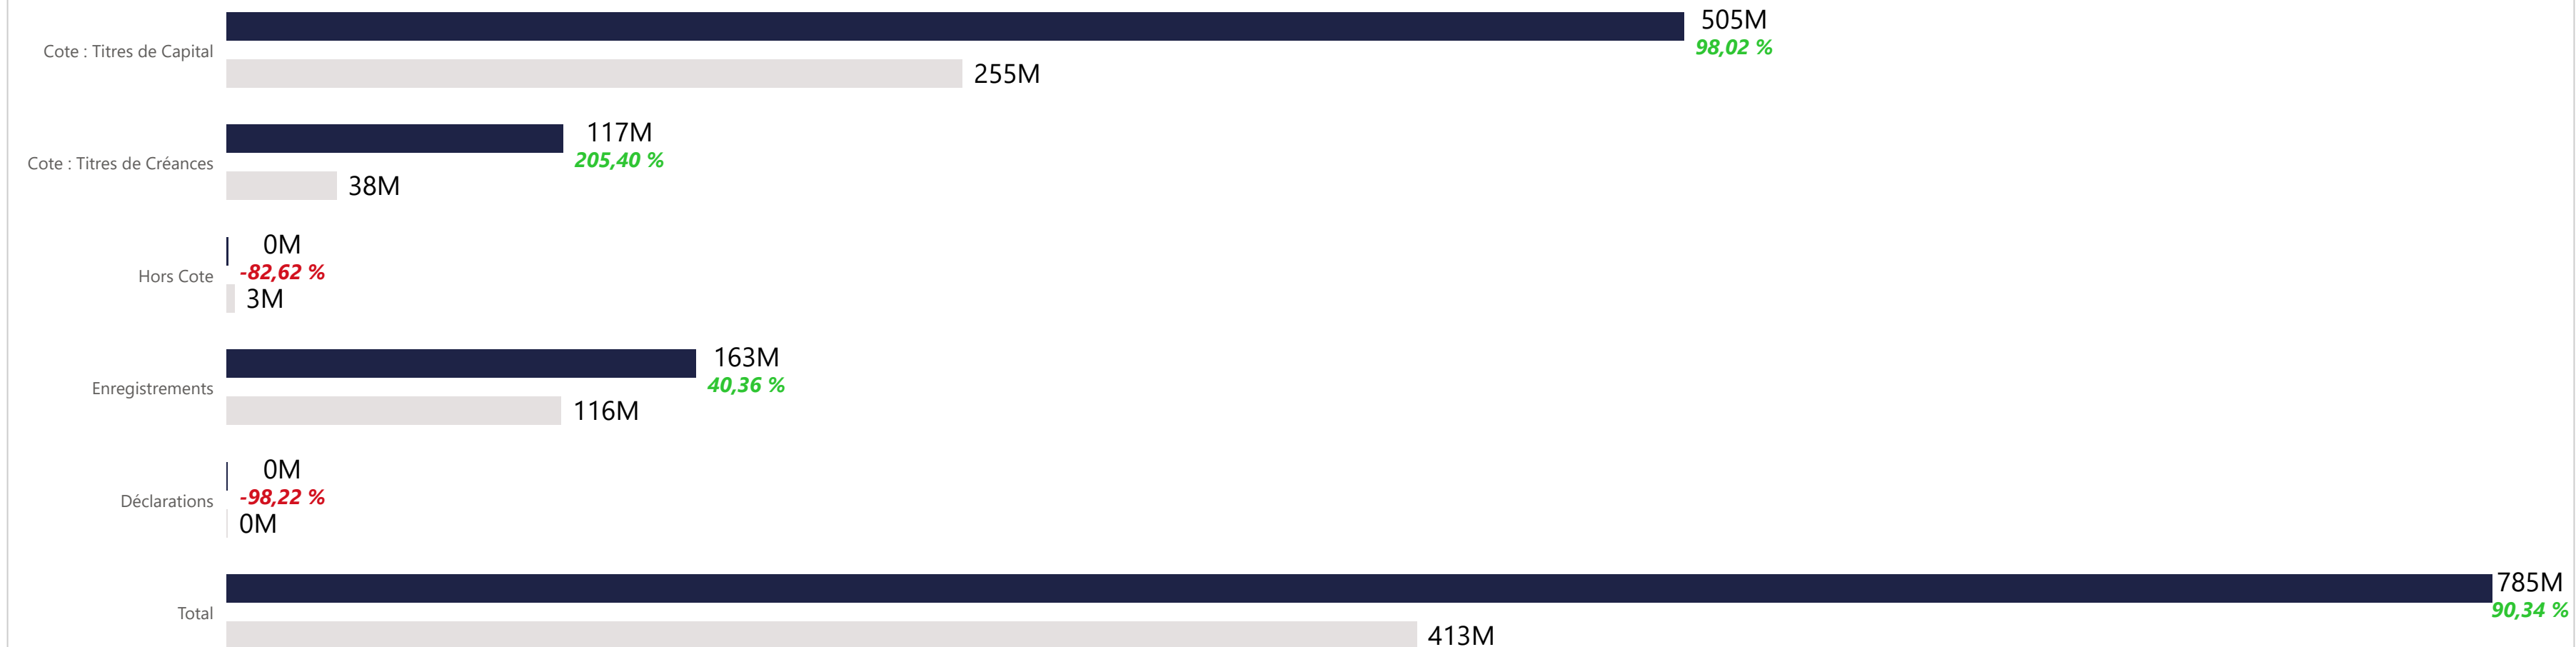 505M
98,02 %
Cote : Titres de Capital
255M
117M
205,40 %
Cote : Titres de Créances
38M
0M
-82,62 %
Hors Cote
3M
163M
40,36 %
Enregistrements
116M
0M
-98,22 %
Déclarations
0M
785M
90,34 %
Total
413M